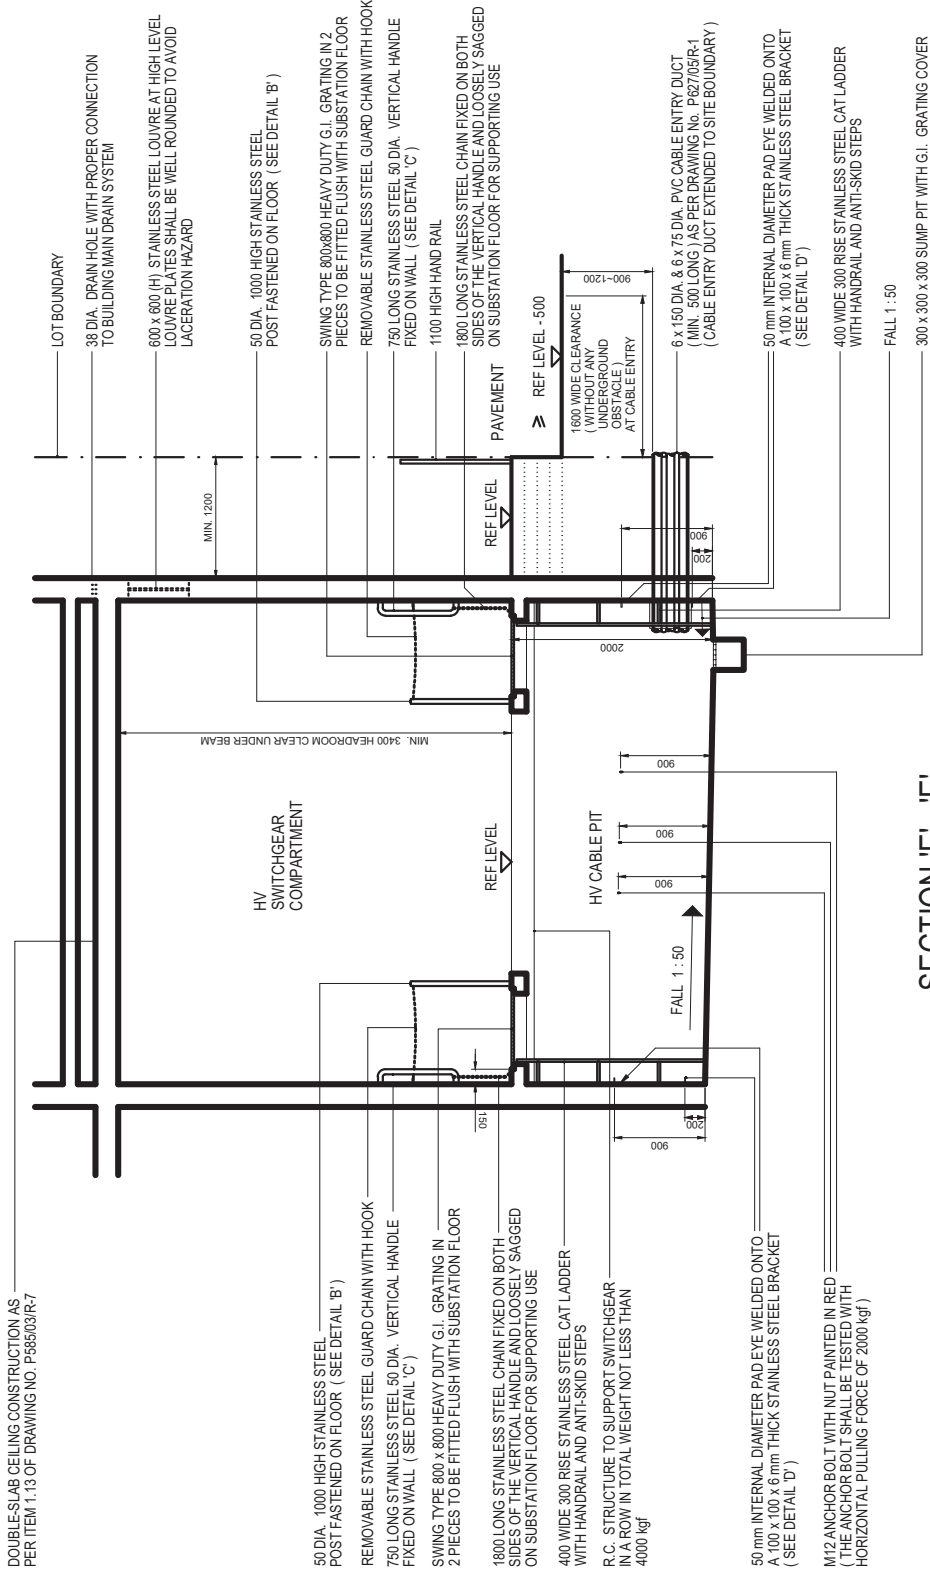 DOUBLE-SLAB CEILING CONSTRUCTION AS
PER ITEM 1.13 OF DRAWING NO. P585/03/R-7
50 DIA. 1000 HIGH STAINLESS STEEL
POST FASTENED ON FLOOR ( SEE DETAIL 'B' )
REMOVABLE STAINLESS STEEL GUARD CHAIN WITH HOOK
750 LONG STAINLESS STEEL 50 DIA. VERTICAL HANDLE
FIXED ON WALL ( SEE DETAIL 'C' )
SWING TYPE 800 x 800 HEAVY DUTY G.I. GRATING IN
2 PIECES TO BE FITTED FLUSH WITH SUBSTATION FLOOR
1800 LONG STAINLESS STEEL CHAIN FIXED ON BOTH
SIDES OF THE VERTICAL HANDLE AND LOOSELY SAGGED
ON SUBSTATION FLOOR FOR SUPPORTING USE
400 WIDE 300 RISE STAINLESS STEEL CAT LADDER
WITH HANDRAIL AND ANTI-SKID STEPS
R.C. STRUCTURE TO SUPPORT SWITCHGEAR
IN A ROW IN TOTAL WEIGHT NOT LESS THAN
4000 kgf
50 mm INTERNAL DIAMETER PAD EYE WELDED ONTO
A 100 x 100 x 6 mm THICK STAINLESS STEEL BRACKET
( SEE DETAIL 'D' )
M12 ANCHOR BOLT WITH NUT PAINTED IN RED
( THE ANCHOR BOLT SHALL BE TESTED WITH
HORIZONTAL PULLING FORCE OF 2000 kgf )
HV
SWITCHGEAR
COMPARTMENT
MIN. 3400 HEADROOM CLEAR UNDER BEAM
REF LEVEL
HV CABLE PIT
FALL 1 : 50
150
200
900
900
900
900
2000
MIN. 1200
REF LEVEL
900
200
PAVEMENT
≥ REF LEVEL - 500
900~1200
1600 WIDE CLEARANCE
( WITHOUT ANY
UNDERGROUND
OBSTACLE )
AT CABLE ENTRY
LOT BOUNDARY
38 DIA. DRAIN HOLE WITH PROPER CONNECTION
TO BUILDING MAIN DRAIN SYSTEM
600 x 600 (H) STAINLESS STEEL LOUVRE AT HIGH LEVEL
LOUVRE PLATES SHALL BE WELL ROUNDED TO AVOID
LACERATION HAZARD
50 DIA. 1000 HIGH STAINLESS STEEL
POST FASTENED ON FLOOR ( SEE DETAIL 'B' )
SWING TYPE 800x800 HEAVY DUTY G.I. GRATING IN 2
PIECES TO BE FITTED FLUSH WITH SUBSTATION FLOOR
REMOVABLE STAINLESS STEEL GUARD CHAIN WITH HOOK
750 LONG STAINLESS STEEL 50 DIA. VERTICAL HANDLE
FIXED ON WALL ( SEE DETAIL 'C' )
1100 HIGH HAND RAIL
1800 LONG STAINLESS STEEL CHAIN FIXED ON BOTH
SIDES OF THE VERTICAL HANDLE AND LOOSELY SAGGED
ON SUBSTATION FLOOR FOR SUPPORTING USE
6 x 150 DIA. & 6 x 75 DIA. PVC CABLE ENTRY DUCT
( MIN. 500 LONG ) AS PER DRAWING No. P627/05/R-1
( CABLE ENTRY DUCT EXTENDED TO SITE BOUNDARY )
50 mm INTERNAL DIAMETER PAD EYE WELDED ONTO
A 100 x 100 x 6 mm THICK STAINLESS STEEL BRACKET
( SEE DETAIL 'D' )
400 WIDE 300 RISE STAINLESS STEEL CAT LADDER
WITH HANDRAIL AND ANTI-SKID STEPS
FALL 1 : 50
300 x 300 x 300 SUMP PIT WITH G.I. GRATING COVER